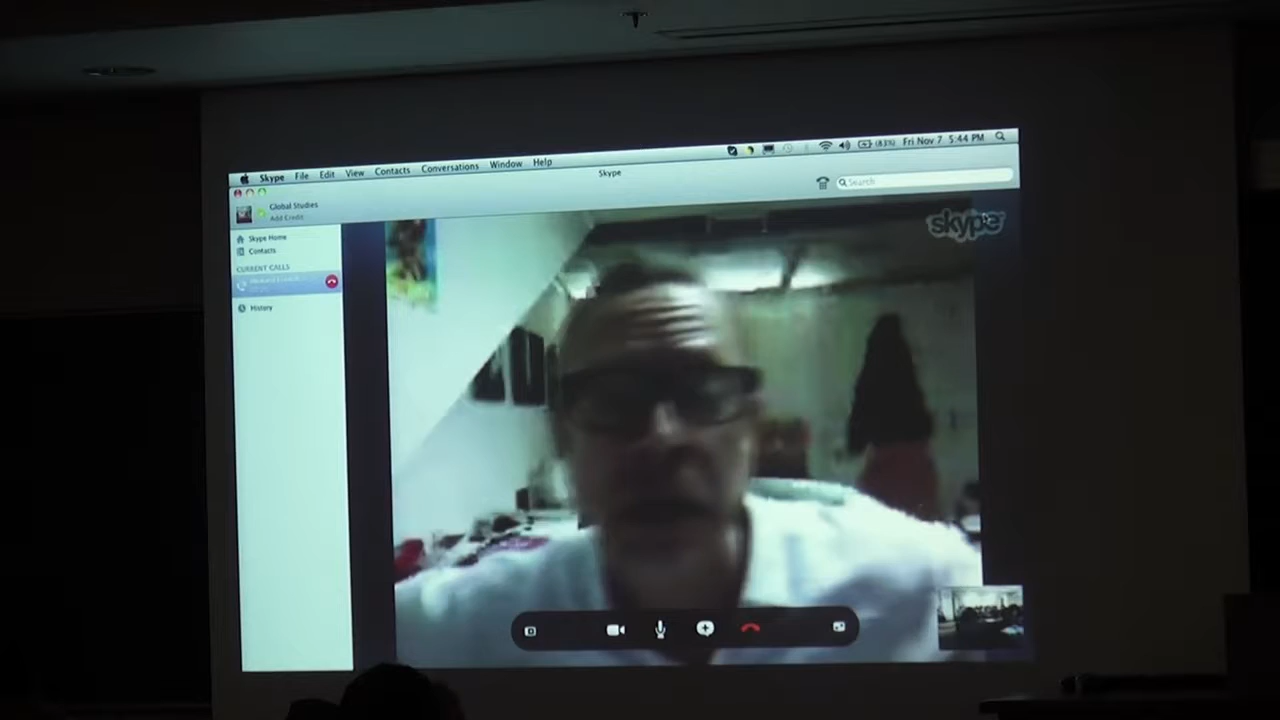 Skype File Edit View Contacts Conversations Window Help (83%) Fri Nov 7 5:44 PM
Skype
Search
Global Studies
Add Credit
skype
Skype Home
Contacts
CURRENT CALLS
History